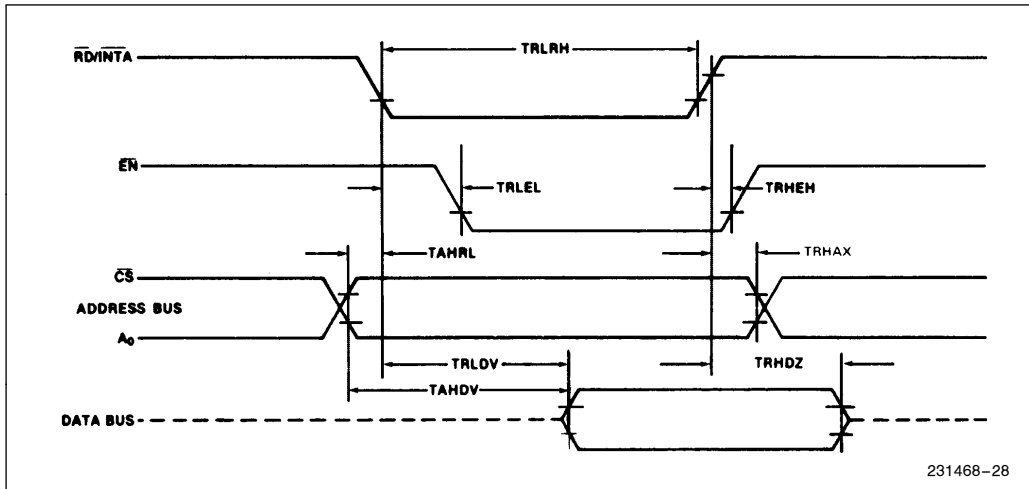 TRLRH
RD/INTA
EN
TRLEL
TRHEH
TAHRL
TRHAX
CS
ADDRESS BUS
A0
TRLDV
TRHDZ
TAHDV
DATA BUS
231468–28